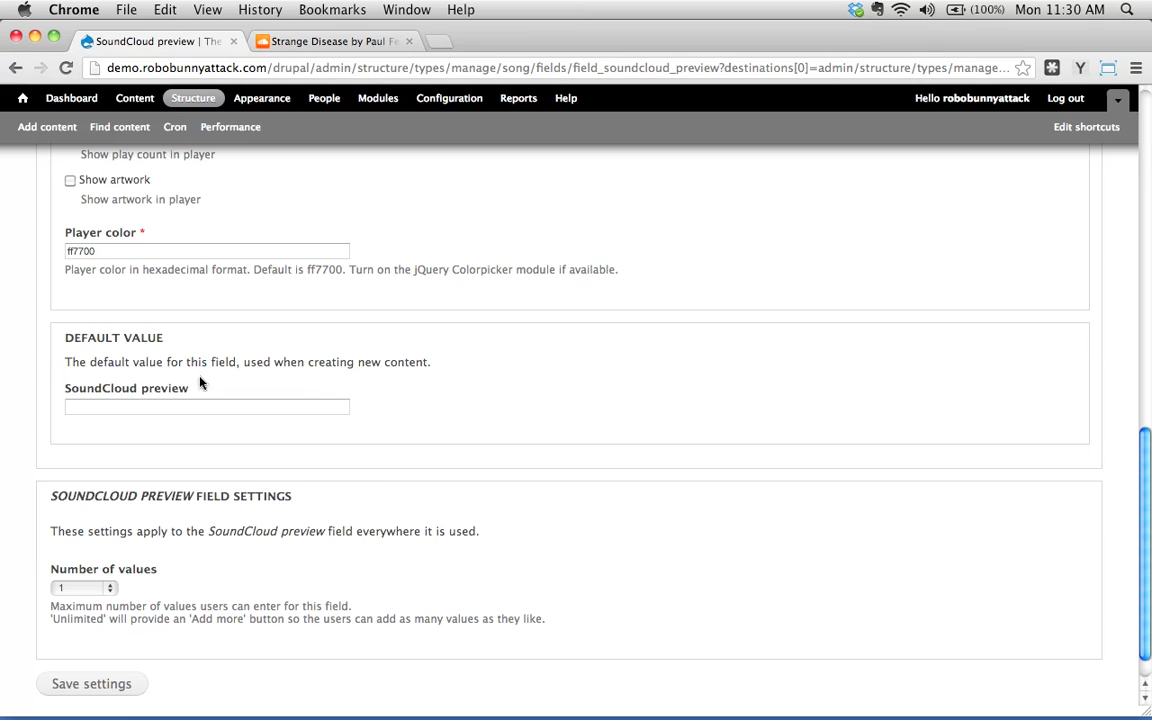 Chrome File Edit View History Bookmarks Window Help (100%) Mon 11:30 AM
SoundCloud preview | The Strange Disease by Paul Fe
demo.robobunnyattack.com/drupal/admin/structure/types/manage/song/fields/field_soundcloud_preview?destinations[0]=admin/structure/types/manage...
Dashboard Content Structure Appearance People Modules Configuration Reports Help Hello robobunnyattack Log out
Add content Find content Cron Performance Edit shortcuts
Show play count in player
Show artwork
Show artwork in player
Player color *
ff7700
Player color in hexadecimal format. Default is ff7700. Turn on the jQuery Colorpicker module if available.
DEFAULT VALUE
The default value for this field, used when creating new content.
SoundCloud preview
SOUNDCLOUD PREVIEW FIELD SETTINGS
These settings apply to the SoundCloud preview field everywhere it is used.
Number of values
1
Maximum number of values users can enter for this field.
'Unlimited' will provide an 'Add more' button so the users can add as many values as they like.
Save settings